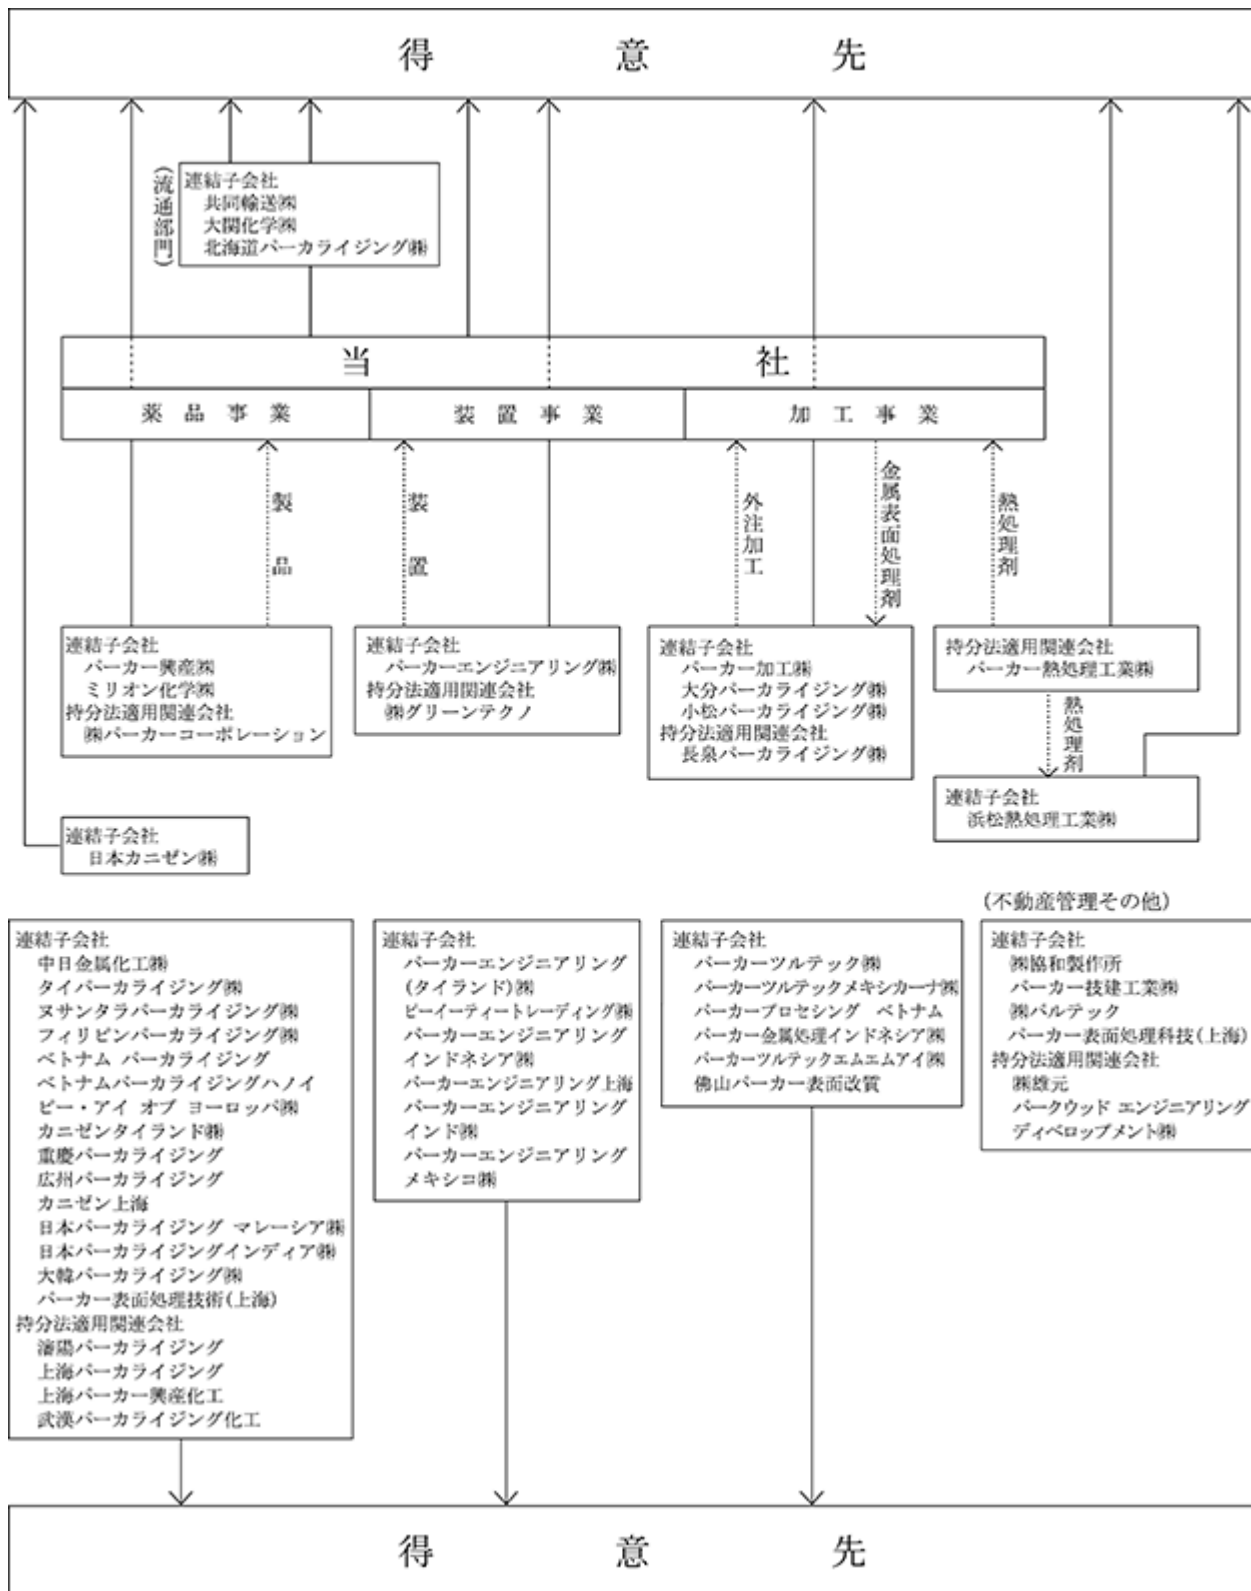 得意先
(流通部門)
連結子会社
共同輸送㈱
大関化学㈱
北海道パーカライジング㈱
当社
薬品事業
装置事業
加工事業
製品
装置
外注加工
金属表面処理剤
熱処理剤
連結子会社
パーカー興産㈱
ミリオン化学㈱
持分法適用関連会社
㈱パーカーコーポレーション
連結子会社
パーカーエンジニアリング㈱
持分法適用関連会社
㈱グリーンテクノ
連結子会社
パーカー加工㈱
大分パーカライジング㈱
小松パーカライジング㈱
持分法適用関連会社
長泉パーカライジング㈱
持分法適用関連会社
パーカー熱処理工業㈱
熱処理剤
連結子会社
浜松熱処理工業㈱
連結子会社
日本カニゼン㈱
連結子会社
中日金属化工㈱
タイパーカライジング㈱
ヌサンタラパーカライジング㈱
フィリピンパーカライジング㈱
ベトナム パーカライジング
ベトナムパーカライジングハノイ
ピー・アイ オブ ヨーロッパ㈱
カニゼンタイランド㈱
重慶パーカライジング
広州パーカライジング
カニゼン上海
日本パーカライジング マレーシア㈱
日本パーカライジングインディア㈱
大韓パーカライジング㈱
パーカー表面処理技術(上海)
持分法適用関連会社
瀋陽パーカライジング
上海パーカライジング
上海パーカー興産化工
武漢パーカライジング化工
連結子会社
パーカーエンジニアリング
(タイランド)㈱
ピーイーティートレーディング㈱
パーカーエンジニアリング
インドネシア㈱
パーカーエンジニアリング上海
パーカーエンジニアリング
インド㈱
パーカーエンジニアリング
メキシコ㈱
連結子会社
パーカーツルテック㈱
パーカーツルテックメキシカーナ㈱
パーカープロセシング ベトナム
パーカー金属処理インドネシア㈱
パーカーツルテックエムエムアイ㈱
佛山パーカー表面改質
(不動産管理その他)
連結子会社
㈱協和製作所
パーカー技建工業㈱
㈱パルテック
パーカー表面処理科技(上海)
持分法適用関連会社
㈱雄元
パークウッド エンジニアリング
ディベロップメント㈱
得意先